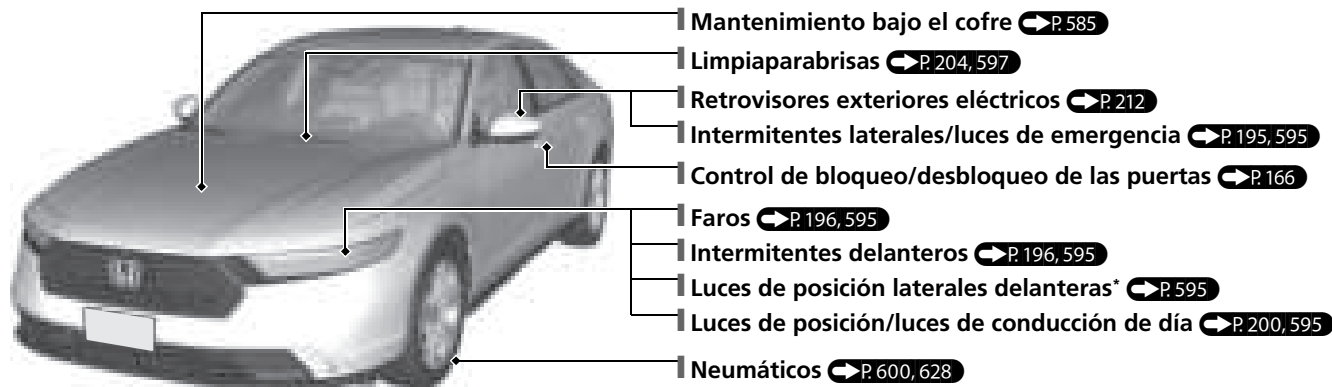 Mantenimiento bajo el cofre P. 585
Limpiaparabrisas P. 204, 597
Retrovisores exteriores eléctricos P. 212
Intermitentes laterales/luces de emergencia P. 195, 595
Control de bloqueo/desbloqueo de las puertas P. 166
Faros P. 196, 595
Intermitentes delanteros P. 196, 595
Luces de posición laterales delanteras* P. 595
Luces de posición/luces de conducción de día P. 200, 595
Neumáticos P. 600, 628